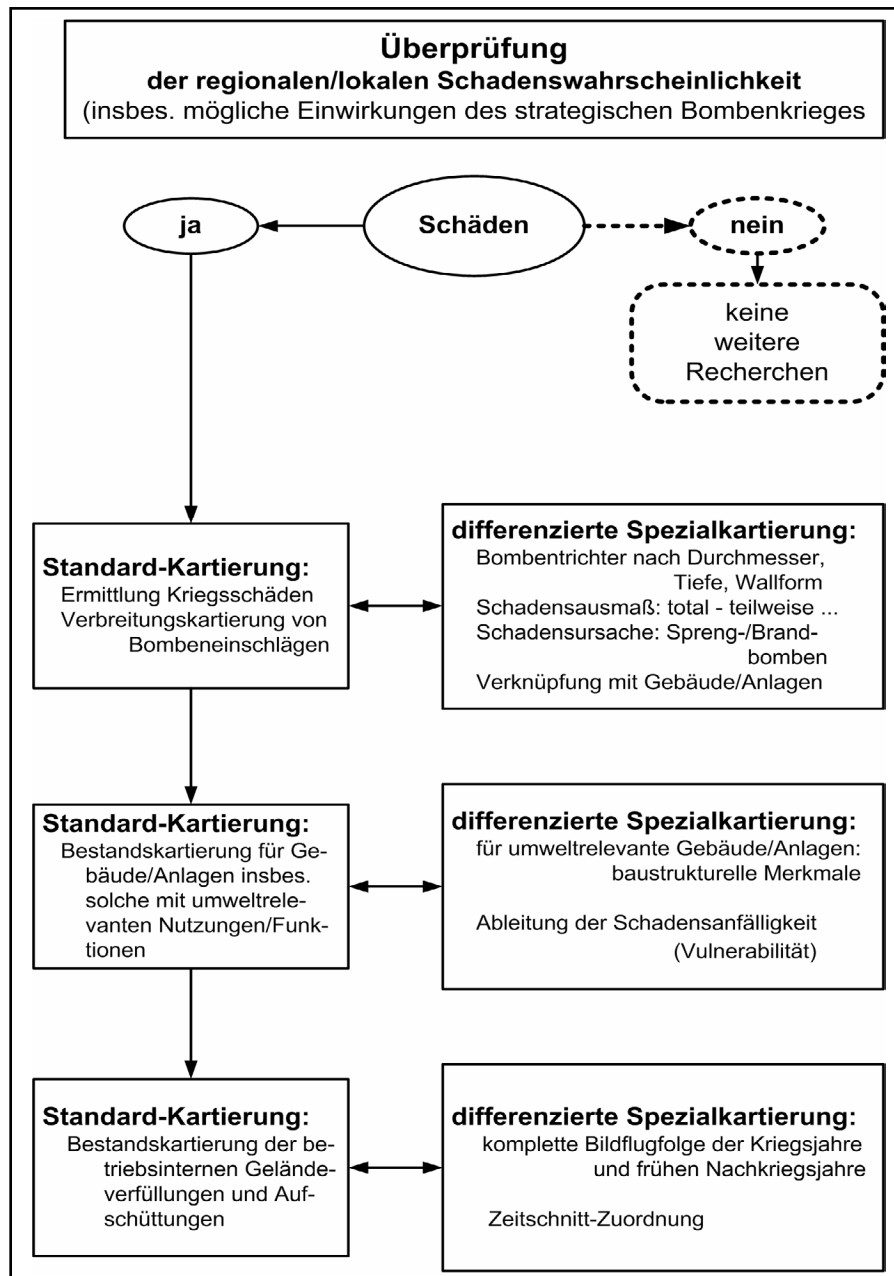 Überprüfung
der regionalen/lokalen Schadenswahrscheinlichkeit
(insbes. mögliche Einwirkungen des strategischen Bombenkrieges
ja
Schäden
nein
keine
weitere
Recherchen
Standard-Kartierung:
Ermittlung Kriegsschäden
Verbreitungskartierung von
Bombeneinschlägen
differenzierte Spezialkartierung:
Bombentrichter nach Durchmesser,
Tiefe, Wallform
Schadensausmaß: total - teilweise ...
Schadensursache: Spreng-/Brand-
bomben
Verknüpfung mit Gebäude/Anlagen
Standard-Kartierung:
Bestandskartierung für Ge-
bäude/Anlagen insbes.
solche mit umweltrele-
vanten Nutzungen/Funk-
tionen
differenzierte Spezialkartierung:
für umweltrelevante Gebäude/Anlagen:
baustrukturelle Merkmale
Ableitung der Schadensanfälligkeit
(Vulnerabilität)
Standard-Kartierung:
Bestandskartierung der be-
triebsinternen Gelände-
verfüllungen und Auf-
schüttungen
differenzierte Spezialkartierung:
komplette Bildflugfolge der Kriegsjahre
und frühen Nachkriegsjahre
Zeitschnitt-Zuordnung